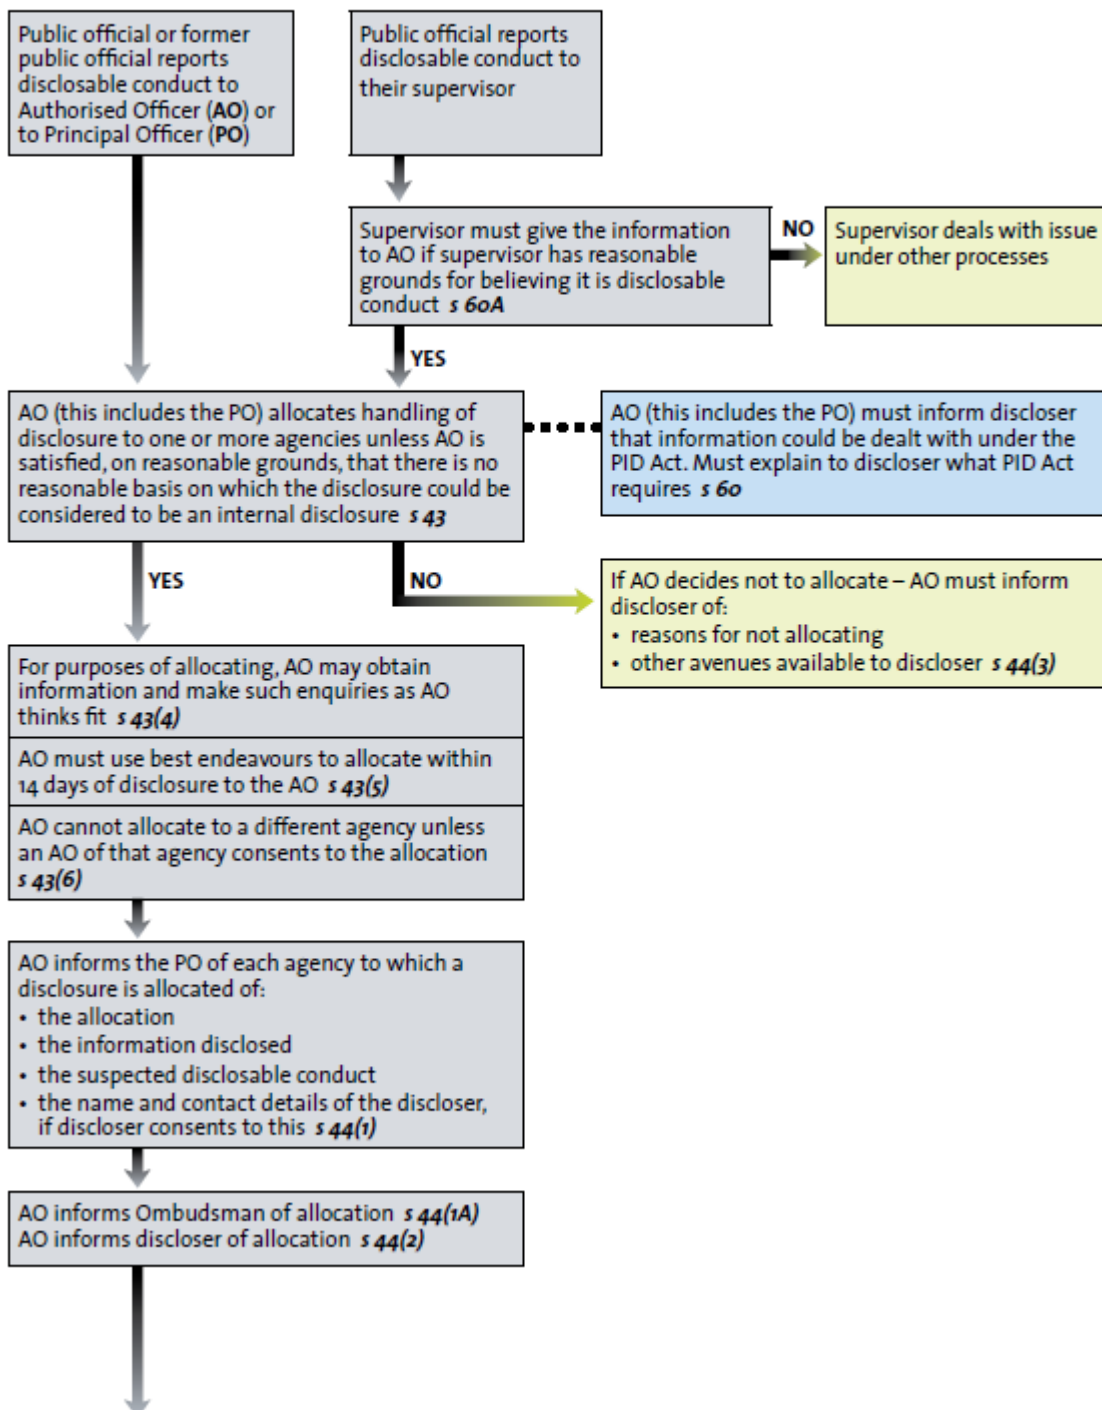 Public official or former
public official reports
disclosable conduct to
Authorised Officer (AO) or
to Principal Officer (PO)
Public official reports
disclosable conduct to
their supervisor
Supervisor must give the information
to AO if supervisor has reasonable
grounds for believing it is disclosable
conduct s 60A
NO
Supervisor deals with issue
under other processes
YES
AO (this includes the PO) allocates handling of
disclosure to one or more agencies unless AO is
satisfied, on reasonable grounds, that there is no
reasonable basis on which the disclosure could be
considered to be an internal disclosure s 43
AO (this includes the PO) must inform discloser
that information could be dealt with under the
PID Act. Must explain to discloser what PID Act
requires s 60
YES
NO
If AO decides not to allocate – AO must inform
discloser of:
• reasons for not allocating
• other avenues available to discloser s 44(3)
For purposes of allocating, AO may obtain
information and make such enquiries as AO
thinks fit s 43(4)
AO must use best endeavours to allocate within
14 days of disclosure to the AO s 43(5)
AO cannot allocate to a different agency unless
an AO of that agency consents to the allocation
s 43(6)
AO informs the PO of each agency to which a
disclosure is allocated of:
• the allocation
• the information disclosed
• the suspected disclosable conduct
• the name and contact details of the discloser,
if discloser consents to this s 44(1)
AO informs Ombudsman of allocation s 44(1A)
AO informs discloser of allocation s 44(2)